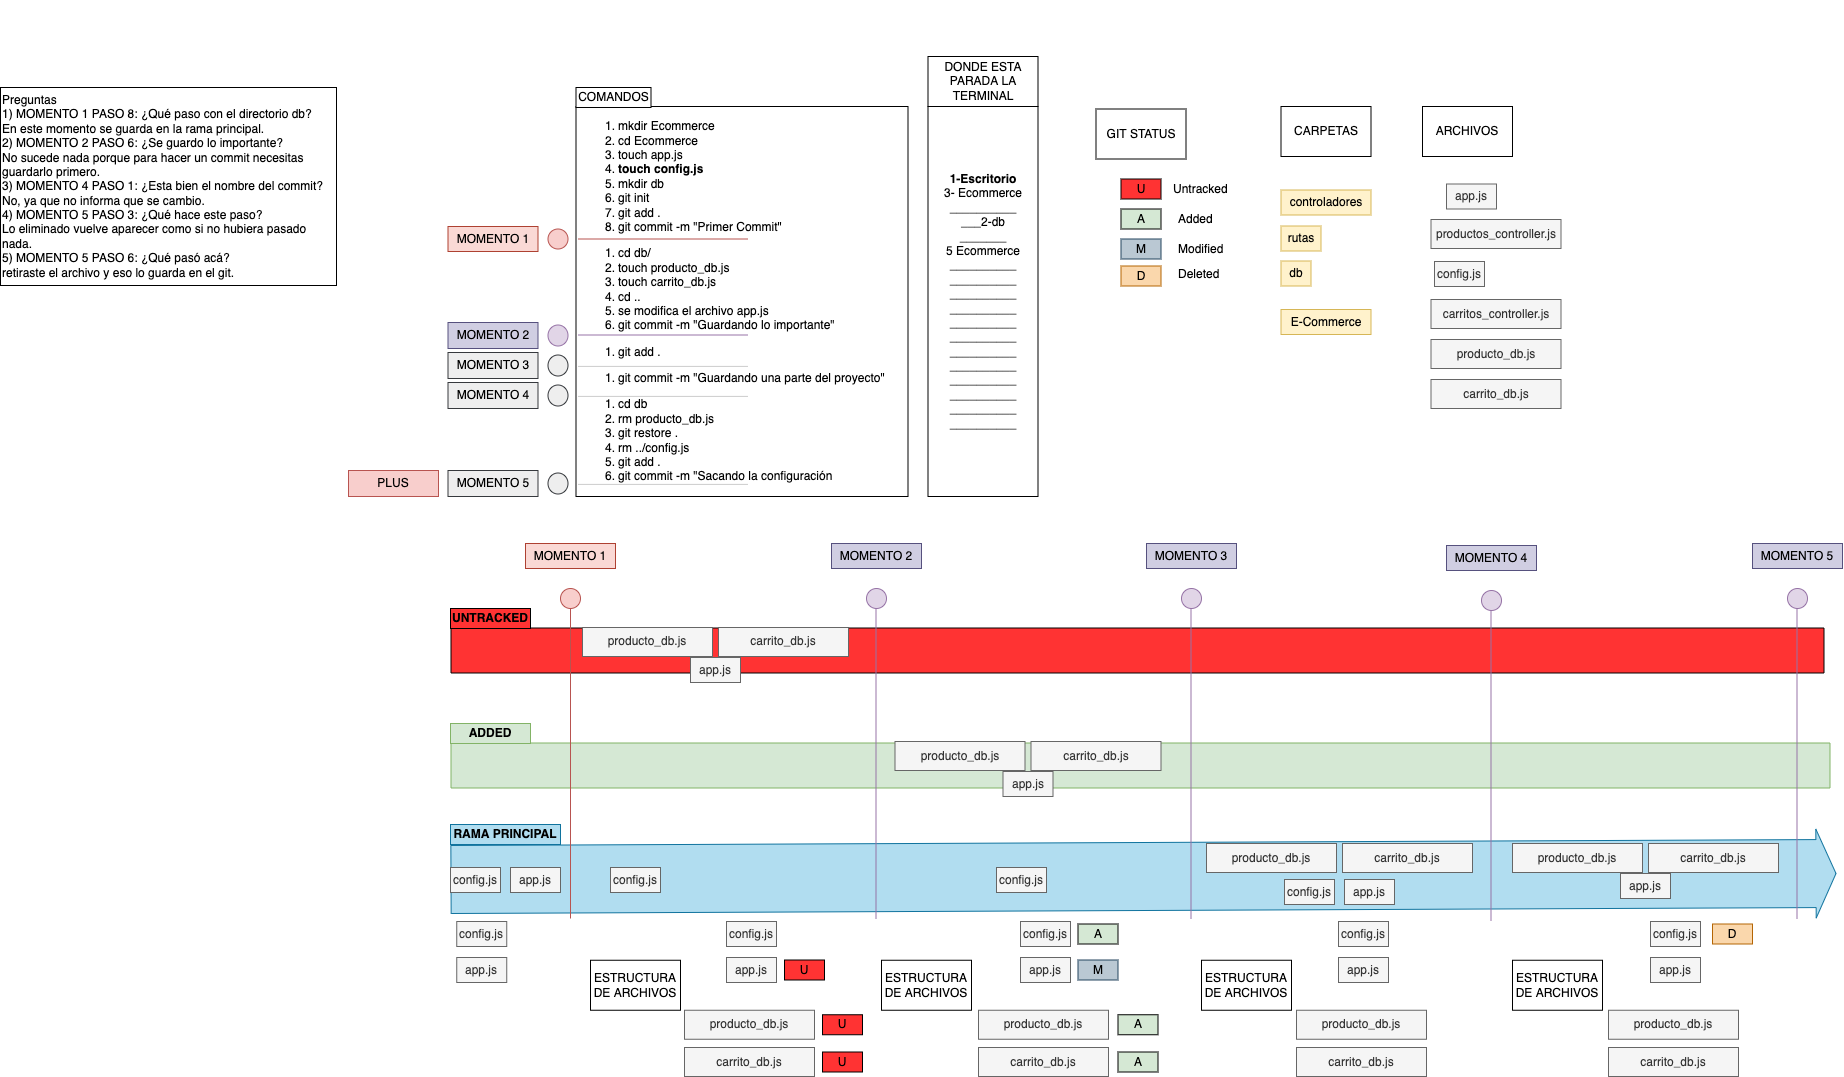 Preguntas
1) MOMENTO 1 PASO 8: ¿Qué paso con el directorio db?
En este momento se guarda en la rama principal.
2) MOMENTO 2 PASO 6: ¿Se guardo lo importante?
No sucede nada porque para hacer un commit necesitas
guardarlo primero.
3) MOMENTO 4 PASO 1: ¿Esta bien el nombre del commit?
No, ya que no informa que se cambio.
4) MOMENTO 5 PASO 3: ¿Qué hace este paso?
Lo eliminado vuelve aparecer como si no hubiera pasado
nada.
5) MOMENTO 5 PASO 6: ¿Qué pasó acá?
retiraste el archivo y eso lo guarda en el git.
MOMENTO 1
MOMENTO 2
MOMENTO 3
MOMENTO 4
PLUS
MOMENTO 5
COMANDOS
1. mkdir Ecommerce
2. cd Ecommerce
3. touch app.js
4. touch config.js
5. mkdir db
6. git init
7. git add .
8. git commit -m "Primer Commit"
1. cd db/
2. touch producto_db.js
3. touch carrito_db.js
4. cd ..
5. se modifica el archivo app.js
6. git commit -m "Guardando lo importante"
1. git add .
1. git commit -m "Guardando una parte del proyecto"
1. cd db
2. rm producto_db.js
3. git restore .
4. rm ../config.js
5. git add .
6. git commit -m "Sacando la configuración
DONDE ESTA
PARADA LA
TERMINAL
1-Escritorio
3- Ecommerce
___________
___2-db
________
5 Ecommerce
___________
___________
___________
___________
___________
___________
___________
___________
___________
___________
___________
___________
GIT STATUS
U Untracked
A Added
M Modified
D Deleted
CARPETAS
controladores
rutas
db
E-Commerce
ARCHIVOS
app.js
productos_controller.js
config.js
carritos_controller.js
producto_db.js
carrito_db.js
MOMENTO 1
MOMENTO 2
MOMENTO 3
MOMENTO 4
MOMENTO 5
UNTRACKED
producto_db.js
carrito_db.js
app.js
ADDED
producto_db.js
carrito_db.js
app.js
RAMA PRINCIPAL
config.js
app.js
config.js
config.js
producto_db.js
carrito_db.js
config.js
app.js
producto_db.js
carrito_db.js
app.js
config.js
app.js
ESTRUCTURA
DE ARCHIVOS
config.js
app.js U
producto_db.js U
carrito_db.js U
ESTRUCTURA
DE ARCHIVOS
config.js A
app.js M
producto_db.js A
carrito_db.js A
ESTRUCTURA
DE ARCHIVOS
config.js
app.js
producto_db.js
carrito_db.js
ESTRUCTURA
DE ARCHIVOS
config.js D
app.js
producto_db.js
carrito_db.js